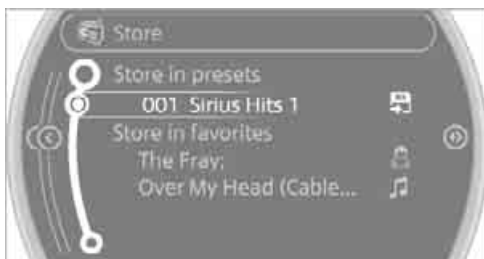 Store
Store in presets
001 Sirius Hits 1
Store in favorites
The Fray:
Over My Head (Cable...